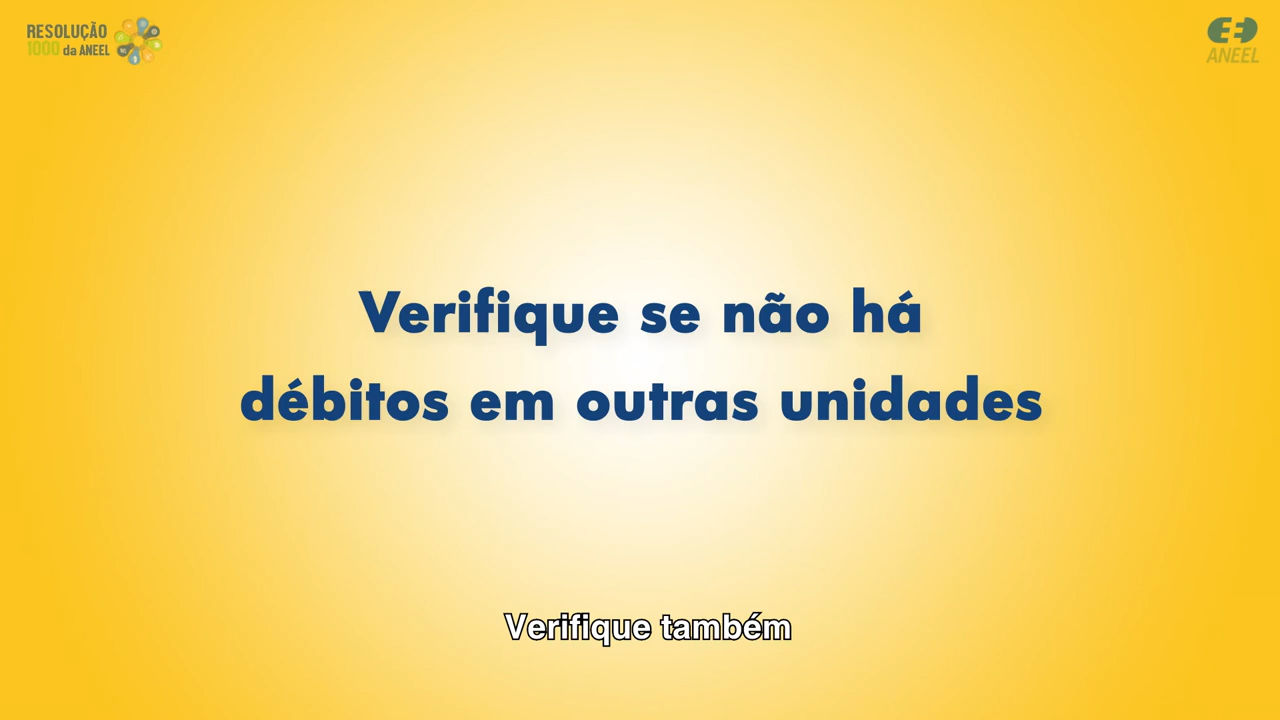 RESOLUÇÃO
1000 da ANEEL
ANEEL
Verifique se não há
débitos em outras unidades
Verifique também